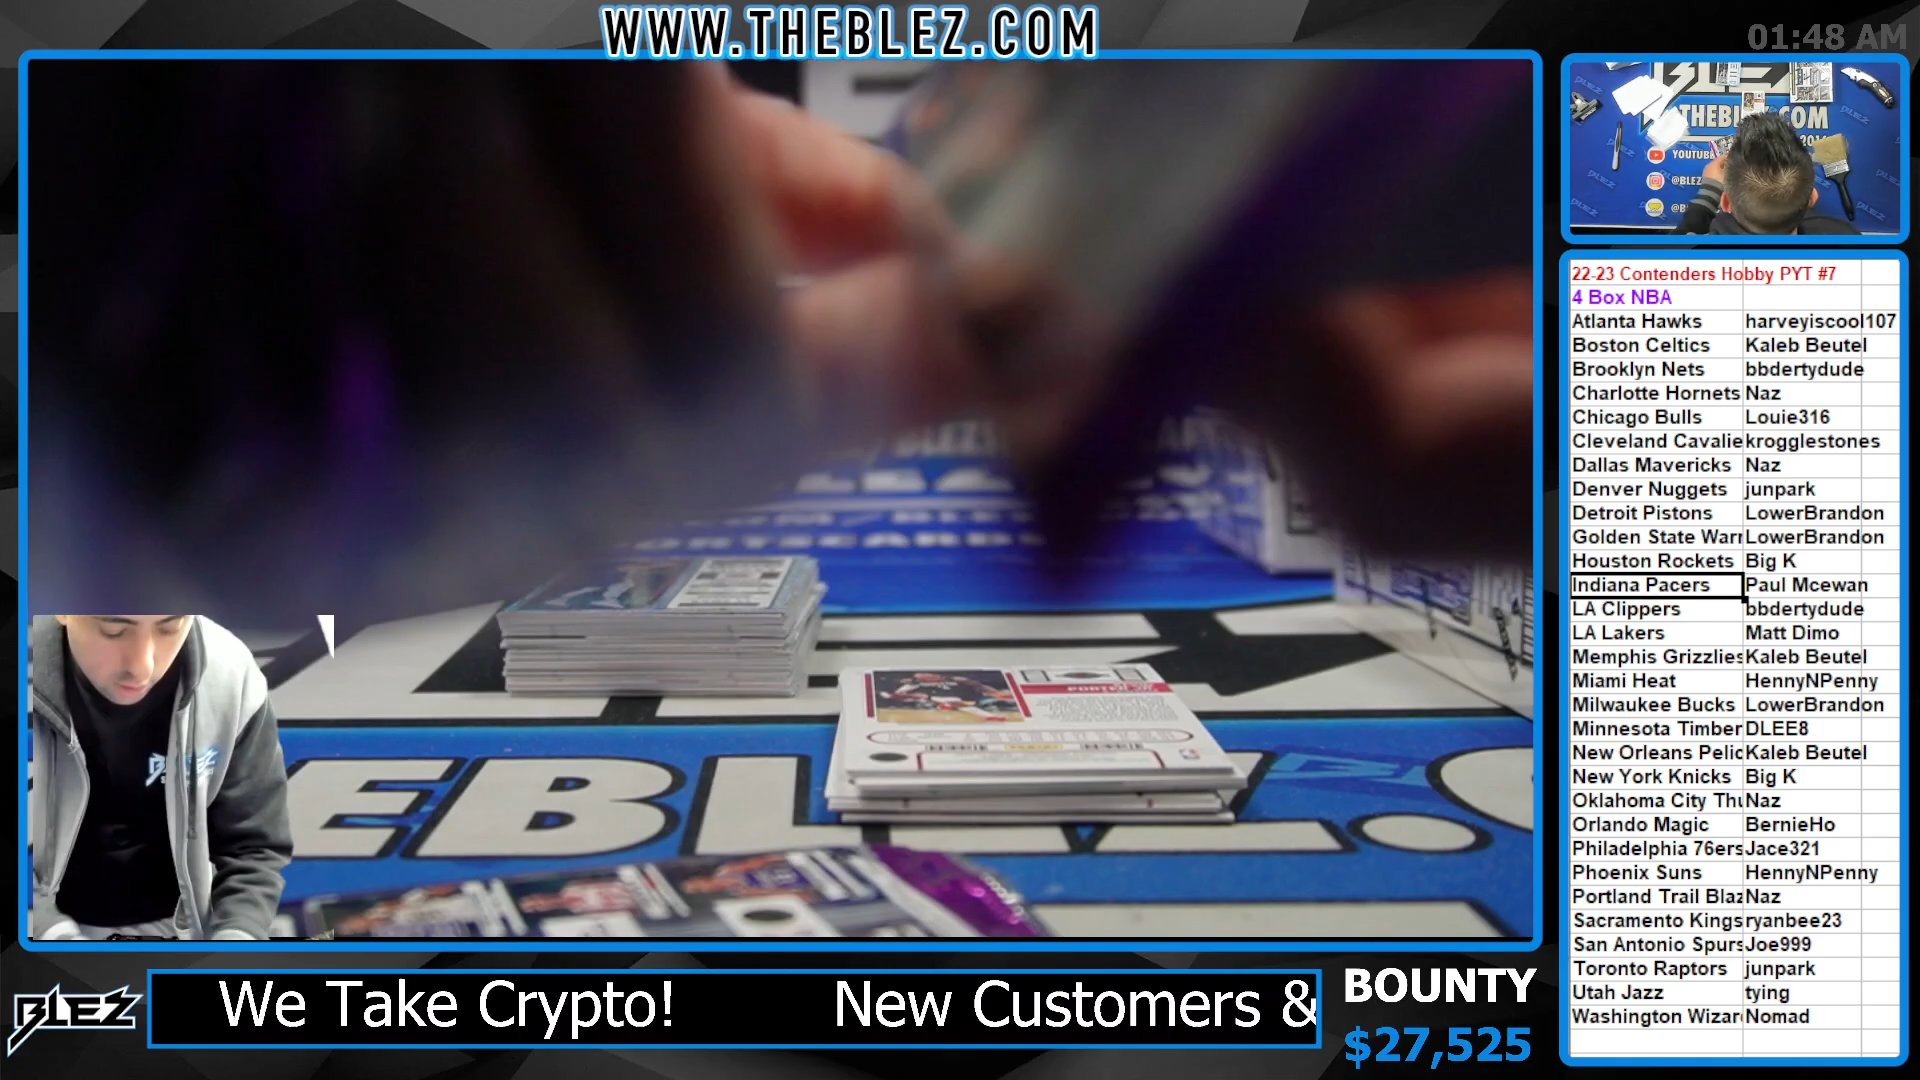 WWW.THEBLEZ.COM
01:48 AM
THEBLEZ.COM
YOUTUBE
@BLEZ
22-23 Contenders Hobby PYT #7
4 Box NBA
Atlanta Hawks harveyiscool107
Boston Celtics Kaleb Beutel
Brooklyn Nets bbdertydude
Charlotte Hornets Naz
Chicago Bulls Louie316
Cleveland Cavalie krogglestones
Dallas Mavericks Naz
Denver Nuggets junpark
Detroit Pistons LowerBrandon
Golden State Warr LowerBrandon
Houston Rockets Big K
Indiana Pacers Paul Mcewan
LA Clippers bbdertydude
LA Lakers Matt Dimo
Memphis Grizzlies Kaleb Beutel
Miami Heat HennyNPenny
Milwaukee Bucks LowerBrandon
Minnesota Timber DLEE8
New Orleans Pelic Kaleb Beutel
New York Knicks Big K
Oklahoma City Thu Naz
Orlando Magic BernieHo
Philadelphia 76ers Jace321
Phoenix Suns HennyNPenny
Portland Trail Blaz Naz
Sacramento Kings ryanbee23
San Antonio Spurs Joe999
Toronto Raptors junpark
Utah Jazz tying
Washington Wizar Nomad
EBLEZ.C
BLEZ
We Take Crypto! New Customers &
BOUNTY
$27,525